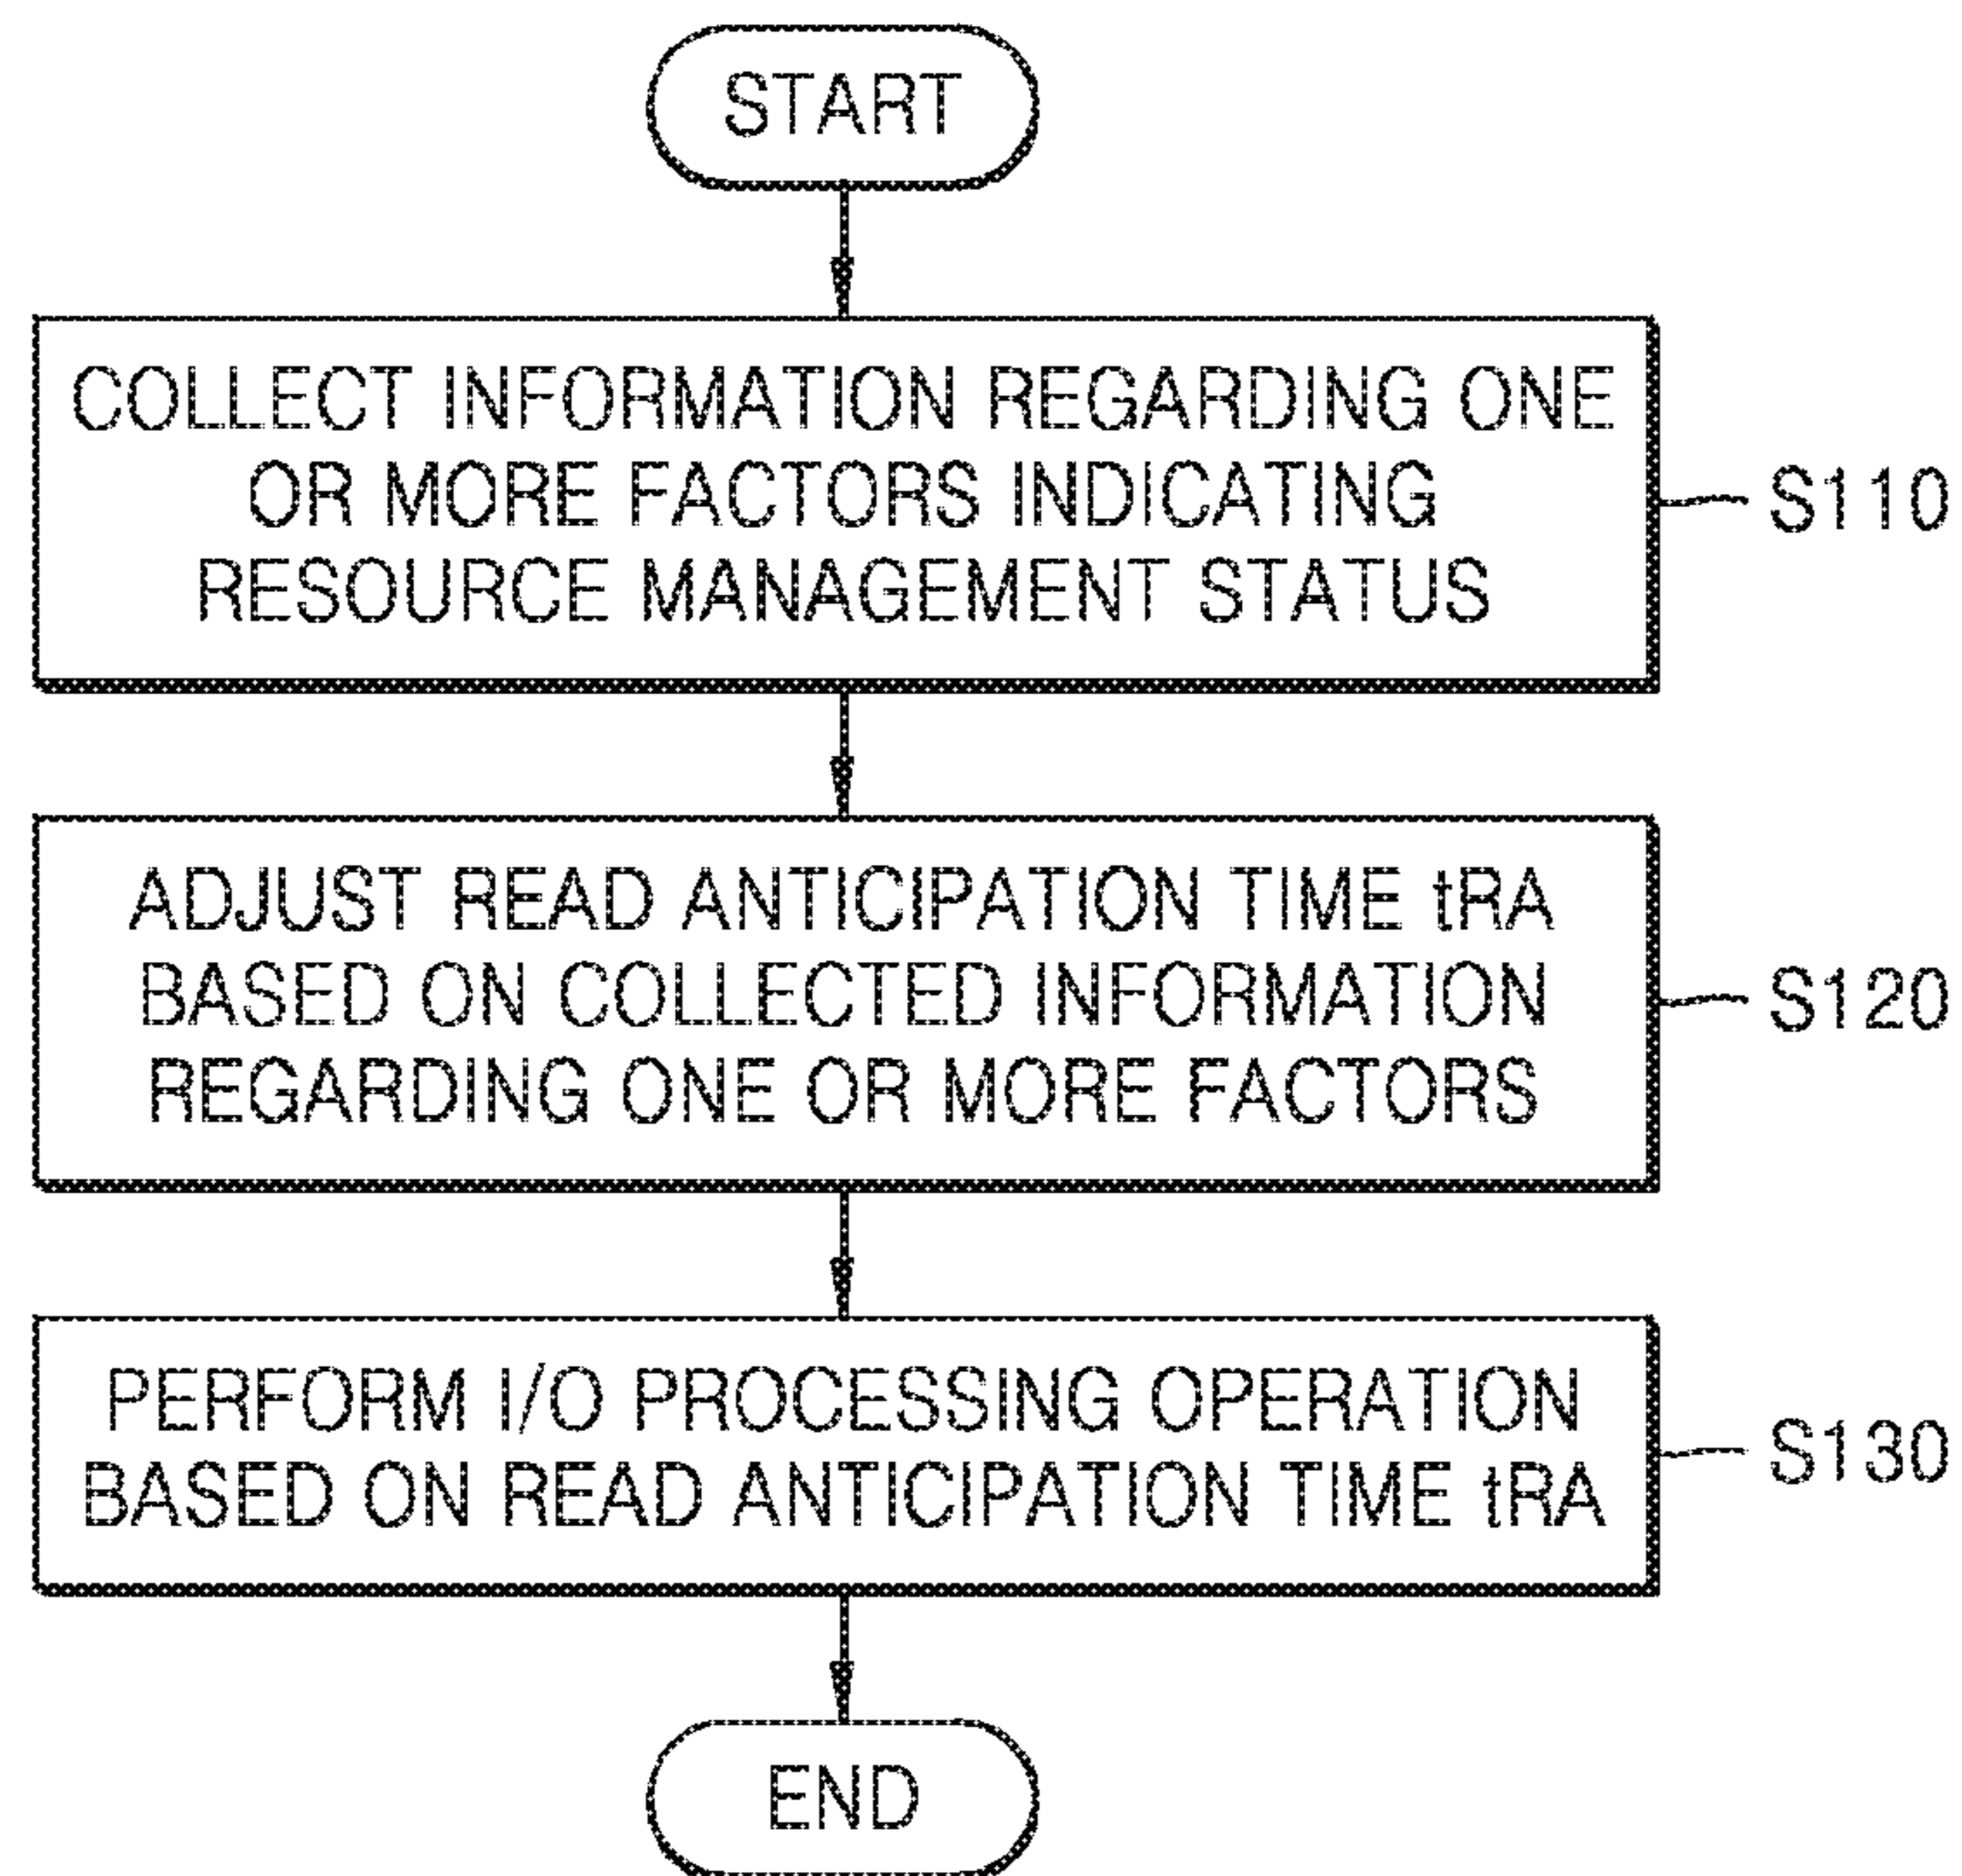 START
COLLECT INFORMATION REGARDING ONE
OR MORE FACTORS INDICATING
RESOURCE MANAGEMENT STATUS
S110
ADJUST READ ANTICIPATION TIME tRA
BASED ON COLLECTED INFORMATION
REGARDING ONE OR MORE FACTORS
S120
PERFORM I/O PROCESSING OPERATION
BASED ON READ ANTICIPATION TIME tRA
S130
END